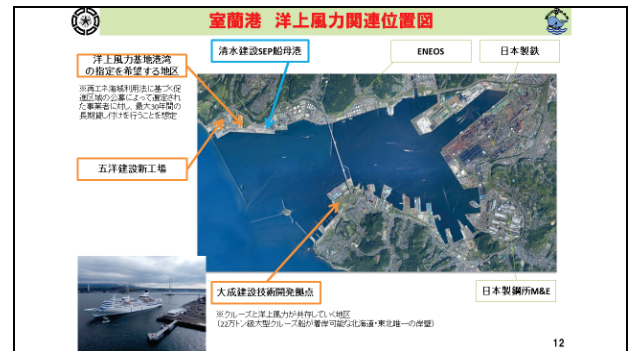 室蘭港 洋上風力関連位置図
洋上風力基地港湾
の指定を希望する地区
清水建設SEP船母港
ENEOS
日本製鉄
※再エネ海域利用法に基づく促
進区域の公募によって選定され
た事業者に対し、最大30年間の
長期貸し付けを行うことを想定
五洋建設新工場
大成建設技術開発拠点
日本製鋼所M&E
※クルーズと洋上風力が共存していく地区
(22万トン級大型クルーズ船が着岸可能な北海道・東北唯一の岸壁)
12